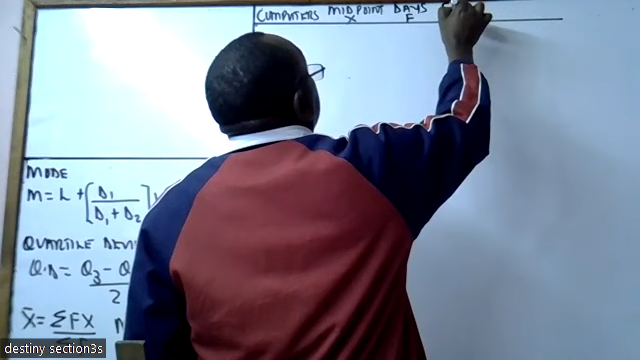 COMPUTERS MIDPOINT DAYS
X F
MODE
M = L + [D1 / D1 + D2]
QUARTILE DEVI
Q.D = Q3 - Q / 2
X̄ = ΣFX
destiny section3s